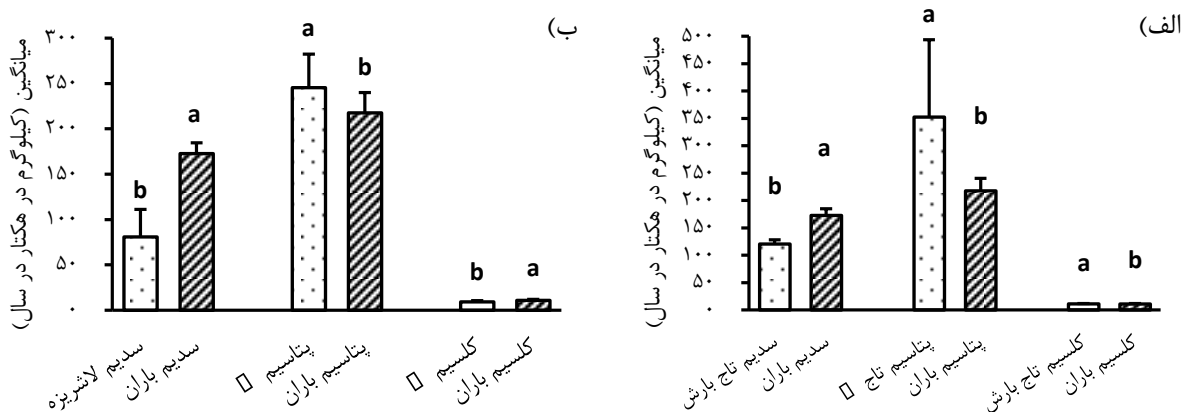 الف)
میانگین (کیلوگرم در هکتار در سال)
۵۰۰
۴۵۰
۴۰۰
۳۵۰
۳۰۰
۲۵۰
۲۰۰
۱۵۰
۱۰۰
۵۰
۰
b
a
a
b
a
b
سدیم تاج بارش
سدیم باران
پتاسیم تاج
پتاسیم باران
کلسیم تاج بارش
کلسیم باران
ب)
میانگین (کیلوگرم در هکتار در سال)
۳۰۰
۲۵۰
۲۰۰
۱۵۰
۱۰۰
۵۰
۰
b
a
a
b
b
a
سدیم لاشریزه
سدیم باران
پتاسیم
پتاسیم باران
کلسیم
کلسیم باران